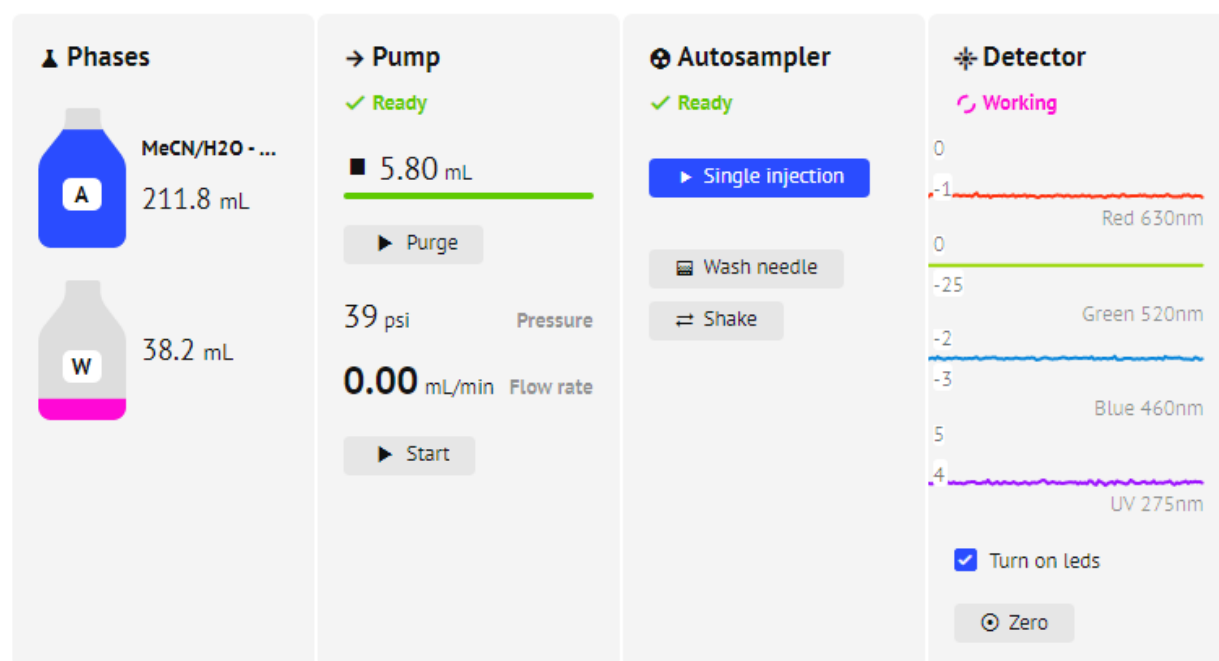 Phases
A
MeCN/H2O - ...
211.8 mL
W
38.2 mL
Pump
Ready
5.80 mL
Purge
39 psi Pressure
0.00 mL/min Flow rate
Start
Autosampler
Ready
Single injection
Wash needle
Shake
Detector
Working
0
-1
Red 630nm
0
-25
Green 520nm
-2
-3
Blue 460nm
5
4
UV 275nm
Turn on leds
Zero